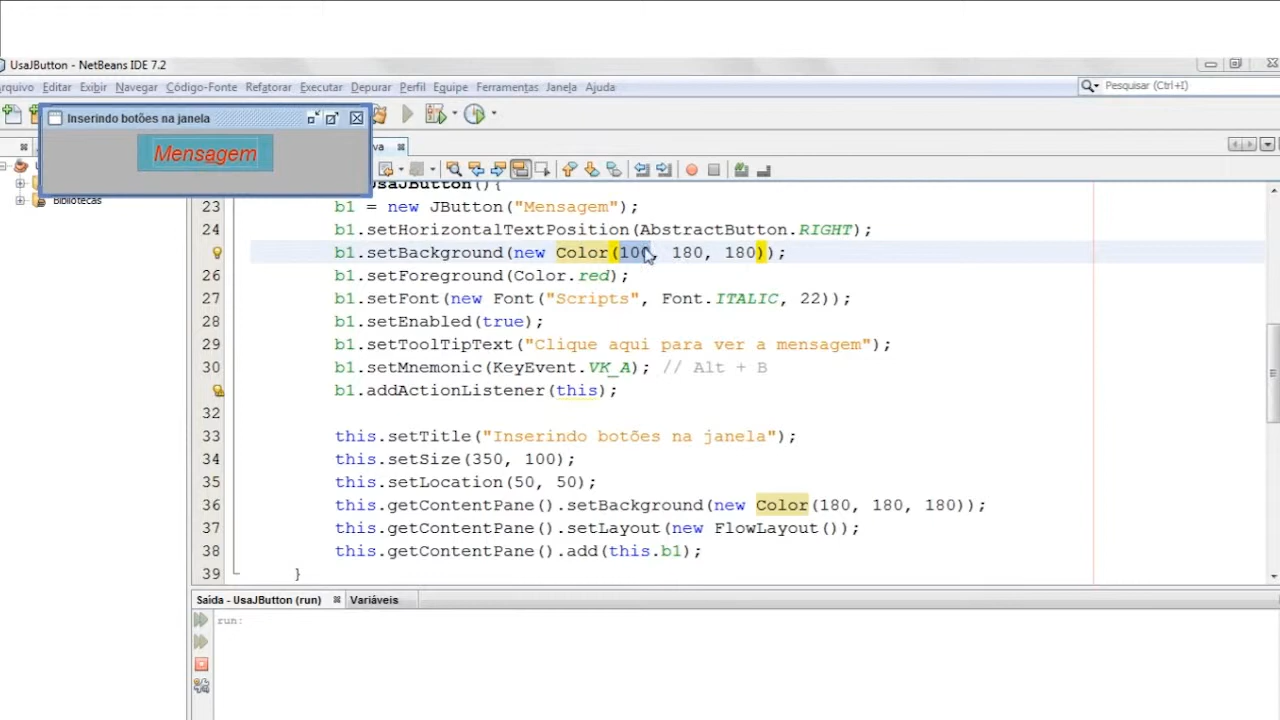 UsaJButton - NetBeans IDE 7.2
rquivo Editar Exibir Navegar Código-Fonte Refatorar Executar Depurar Perfil Equipe Ferramentas Janela Ajuda
Pesquisar (Ctrl+I)
Inserindo botões na janela
Mensagem
va
Bibliotecas
UsaJButton(){
23 b1 = new JButton("Mensagem");
24 b1.setHorizontalTextPosition(AbstractButton.RIGHT);
b1.setBackground(new Color(100, 180, 180));
26 b1.setForeground(Color.red);
27 b1.setFont(new Font("Scripts", Font.ITALIC, 22));
28 b1.setEnabled(true);
29 b1.setToolTipText("Clique aqui para ver a mensagem");
30 b1.setMnemonic(KeyEvent.VK_A); // Alt + B
b1.addActionListener(this);
32
33 this.setTitle("Inserindo botões na janela");
34 this.setSize(350, 100);
35 this.setLocation(50, 50);
36 this.getContentPane().setBackground(new Color(180, 180, 180));
37 this.getContentPane().setLayout(new FlowLayout());
38 this.getContentPane().add(this.b1);
39 }
Saída - UsaJButton (run) Variáveis
run: